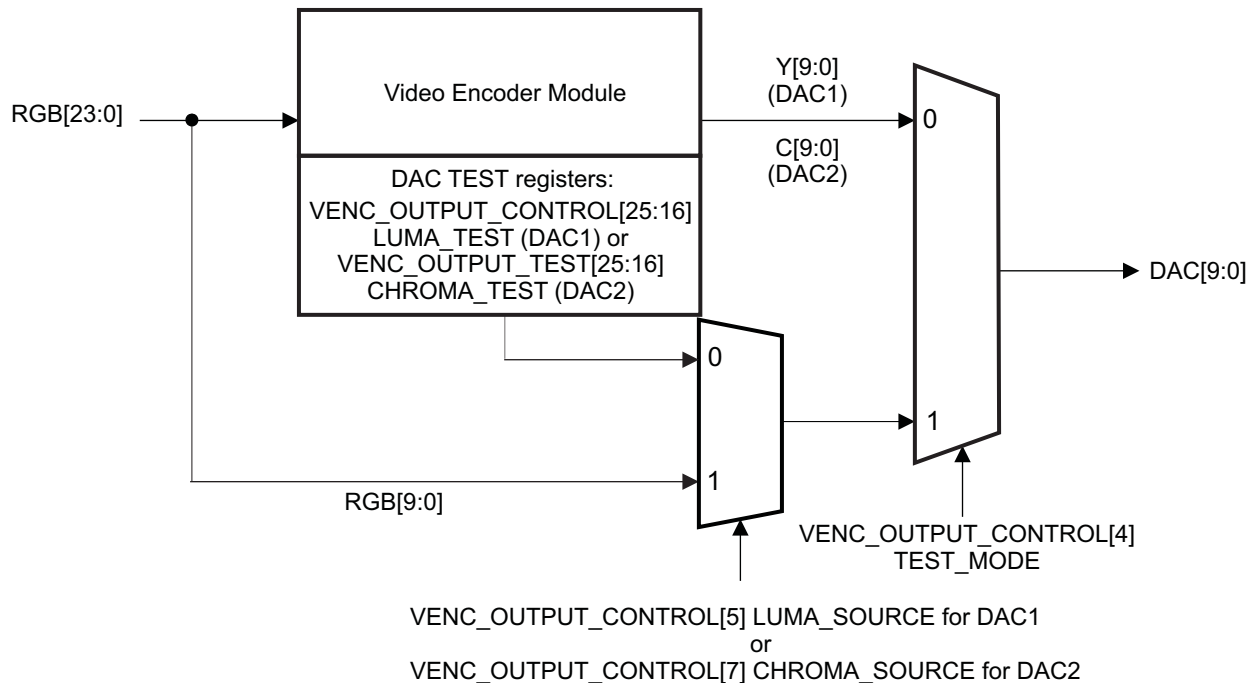 Y[9:0]
(DAC1)
Video Encoder Module
RGB[23:0]
0
C[9:0]
(DAC2)
DAC TEST registers:
VENC_OUTPUT_CONTROL[25:16]
LUMA_TEST (DAC1) or
VENC_OUTPUT_TEST[25:16]
CHROMA_TEST (DAC2)
DAC[9:0]
0
1
1
RGB[9:0]
VENC_OUTPUT_CONTROL[4]
TEST_MODE
VENC_OUTPUT_CONTROL[5] LUMA_SOURCE for DAC1
or
VENC_OUTPUT_CONTROL[7] CHROMA_SOURCE for DAC2